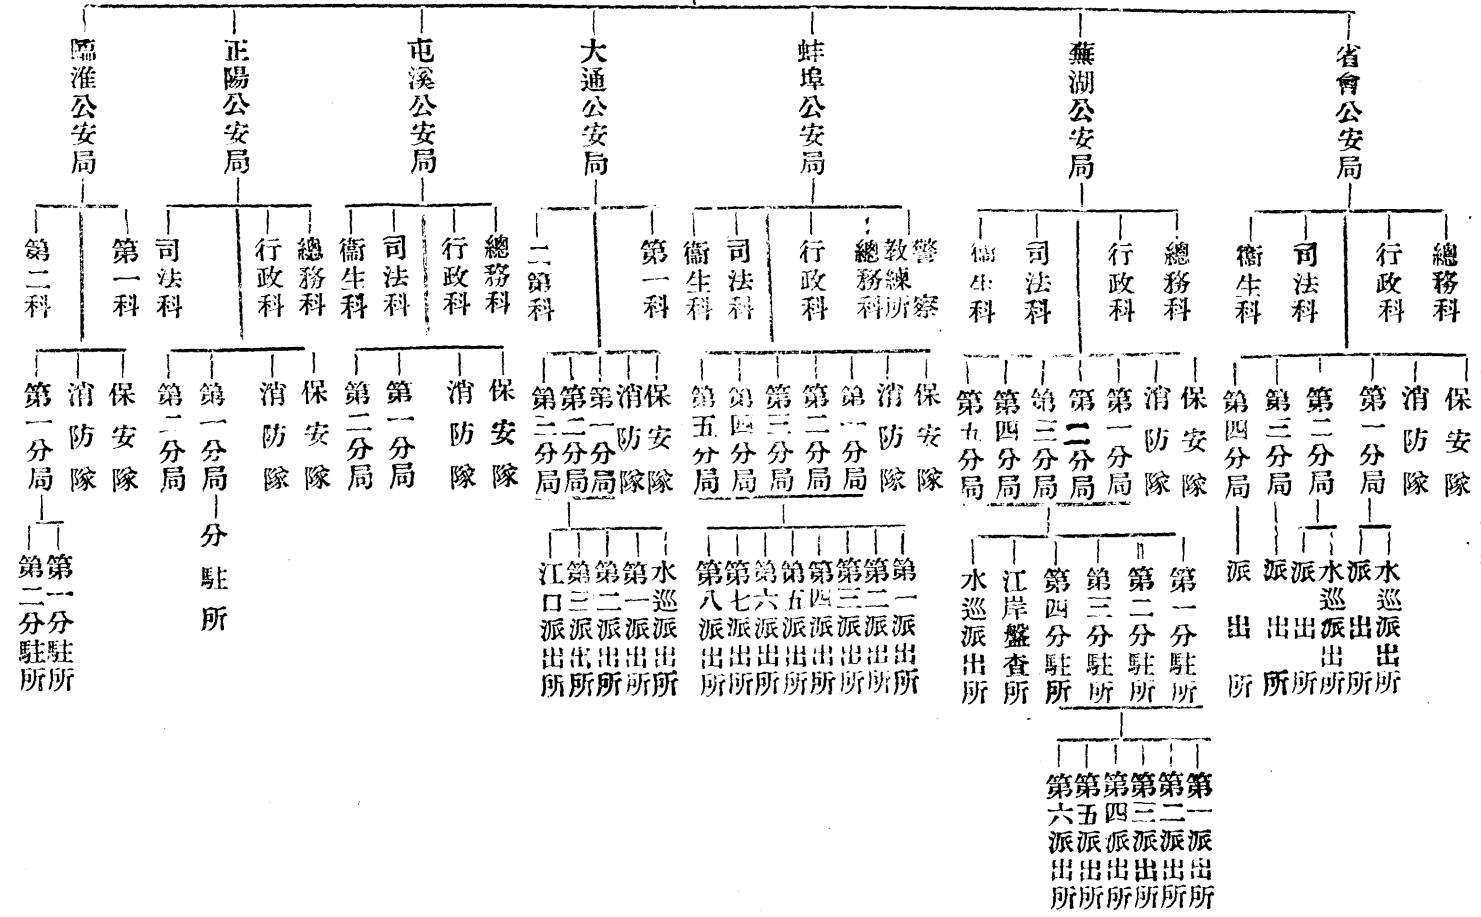 省會公安局
蕪湖公安局
蚌埠公安局
大通公安局
屯溪公安局
正陽公安局
臨淮公安局
總務科
行政科
司法科
衞生科
總務科
行政科
司法科
衞生科
警察教練所
總務科
行政科
司法科
衞生科
第一科
二第科
總務科
行政科
司法科
衞生科
總務科
行政科
司法科
第一科
第二科
保安隊
消防隊
第一分局
第二分局
第三分局
第四分局
保安隊
消防隊
第一分局
第二分局
第三分局
第四分局
第五分局
保安隊
消防隊
第一分局
第二分局
第三分局
第四分局
第五分局
保安隊
消防隊
第一分局
第二分局
第三分局
保安隊
消防隊
第一分局
第二分局
保安隊
消防隊
第一分局
第二分局
保安隊
消防隊
第一分局
水巡派出所
派出所
水巡派出所
派出所
派出所
派出所
第一分駐所
第二分駐所
第三分駐所
第四分駐所
江岸盤查所
水巡派出所
第一派出所
第二派出所
第三派出所
第四派出所
第五派出所
第六派出所
第七派出所
第八派出所
水巡派出所
第一派出所
第二派出所
第三派出所
江口派出所
分駐所
第一分駐所
第二分駐所
第一派出所
第二派出所
第三派出所
第四派出所
第五派出所
第六派出所